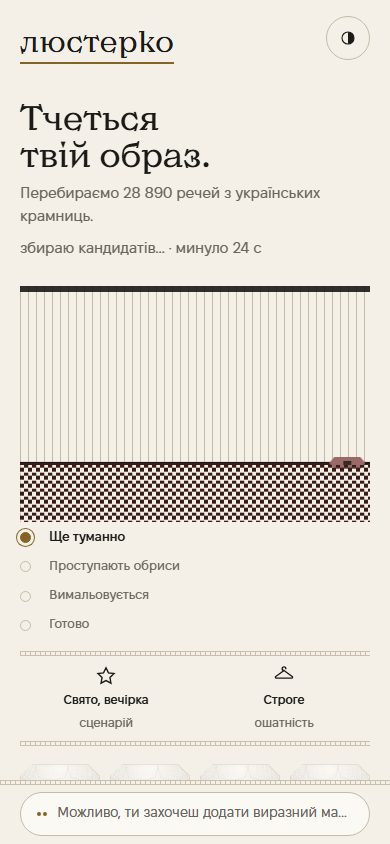 люстерко
Тчеться
твій образ.
Перебираємо 28 890 речей з українських
крамниць.
збираю кандидатів... · минуло 24 с
Ще туманно
Проступають обриси
Вимальовується
Готово
Свято, вечірка
Строге
сценарій
ошатність
Можливо, ти захочеш додати виразний ма...